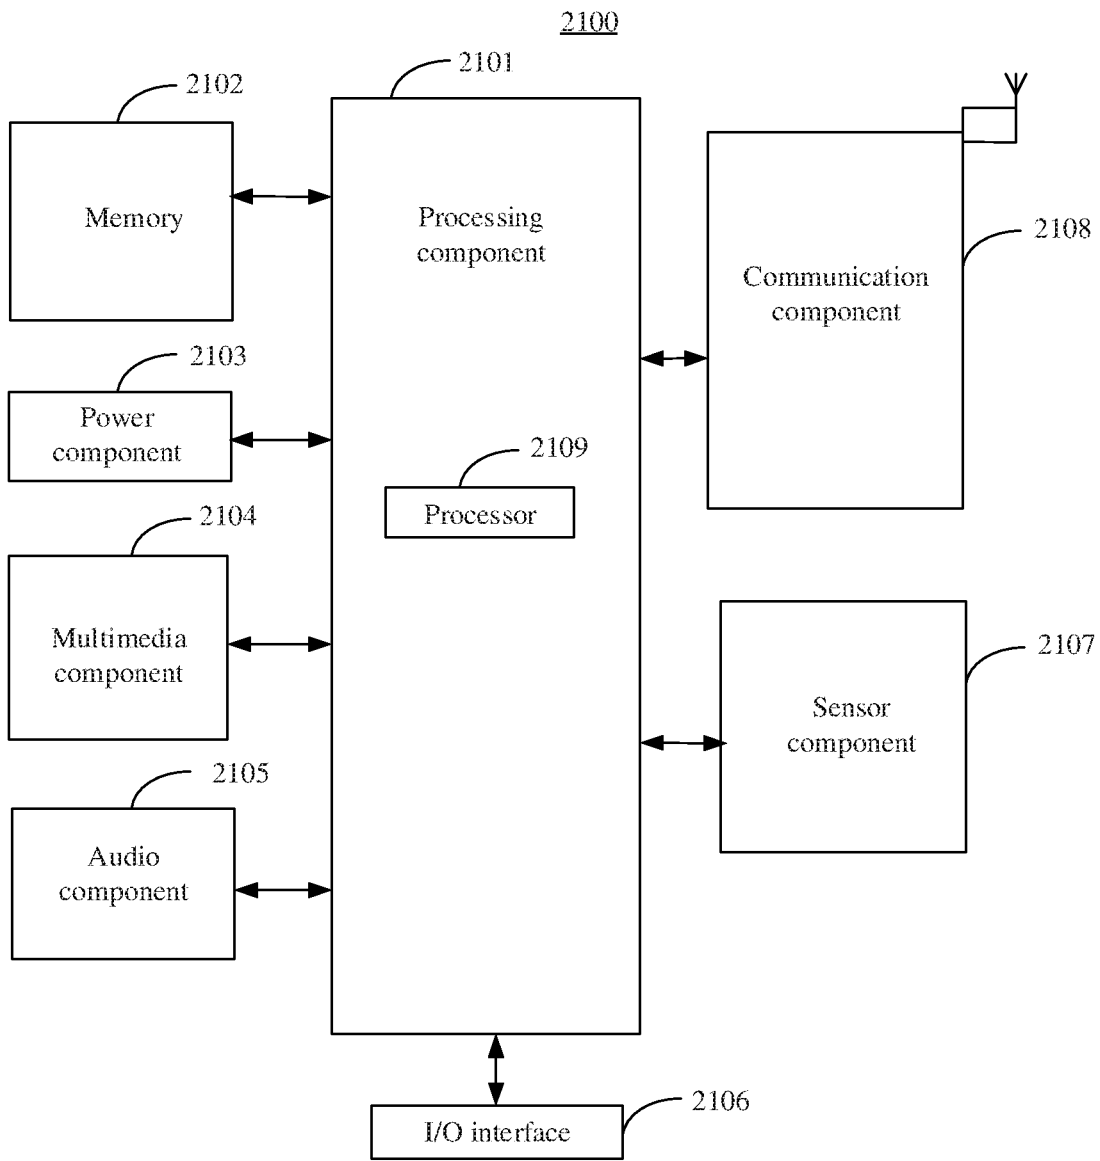 2100
2101
2102
Memory
Processing
component
2108
Communication
component
2103
Power
component
2109
Processor
2104
Multimedia
component
2107
Sensor
component
2105
Audio
component
2106
I/O interface